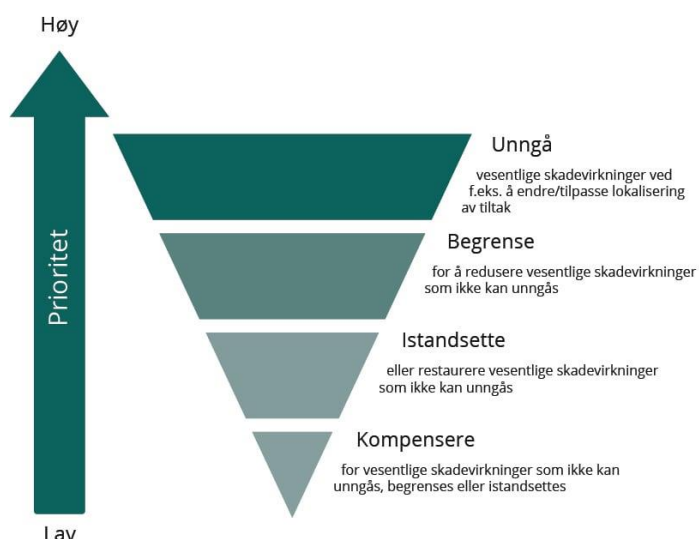 Høy
Prioritet
Unngå
vesentlige skadevirkninger ved
f.eks. å endre/tilpasse lokalisering
av tiltak
Begrense
for å redusere vesentlige skadevirkninger
som ikke kan unngås
Istandsette
eller restaurere vesentlige skadevirkninger
som ikke kan unngås
Kompensere
for vesentlige skadevirkninger som ikke kan
unngås, begrenses eller istandsettes
Lav